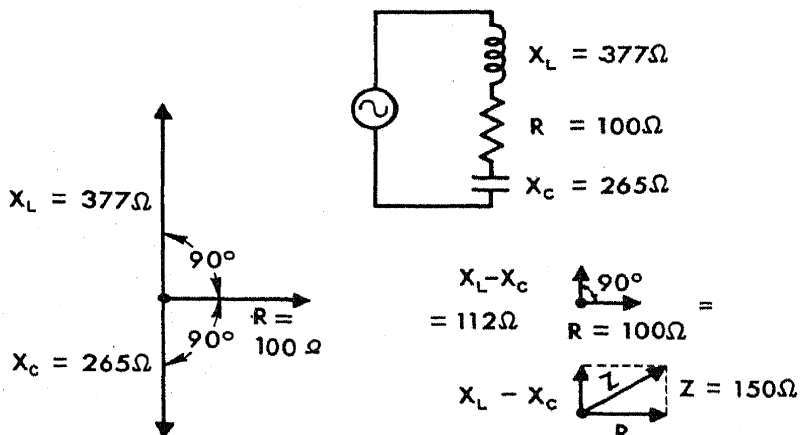 X_L = 377Ω
R = 100Ω
X_C = 265Ω
X_L = 377Ω
90°
R =
100 Ω
90°
X_C = 265Ω
X_L-X_C
= 112Ω
90°
R = 100Ω
=
X_L - X_C
Z
Z = 150Ω
R